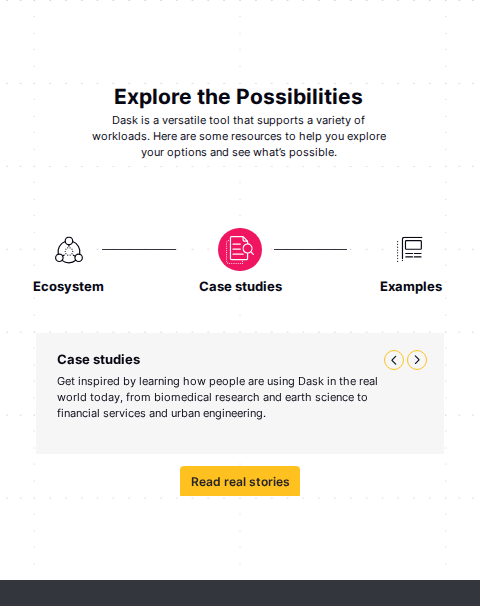 Explore the Possibilities
Dask is a versatile tool that supports a variety of
workloads. Here are some resources to help you explore
your options and see what’s possible.
Ecosystem
Case studies
Examples
Case studies
Get inspired by learning how people are using Dask in the real
world today, from biomedical research and earth science to
financial services and urban engineering.
Read real stories